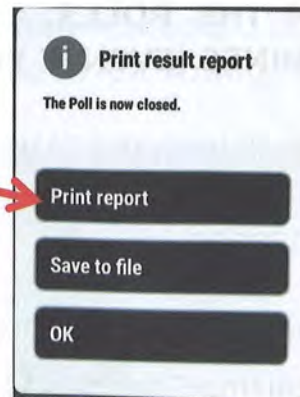 Print result report
The Poll is now closed.
Print report
Save to file
OK